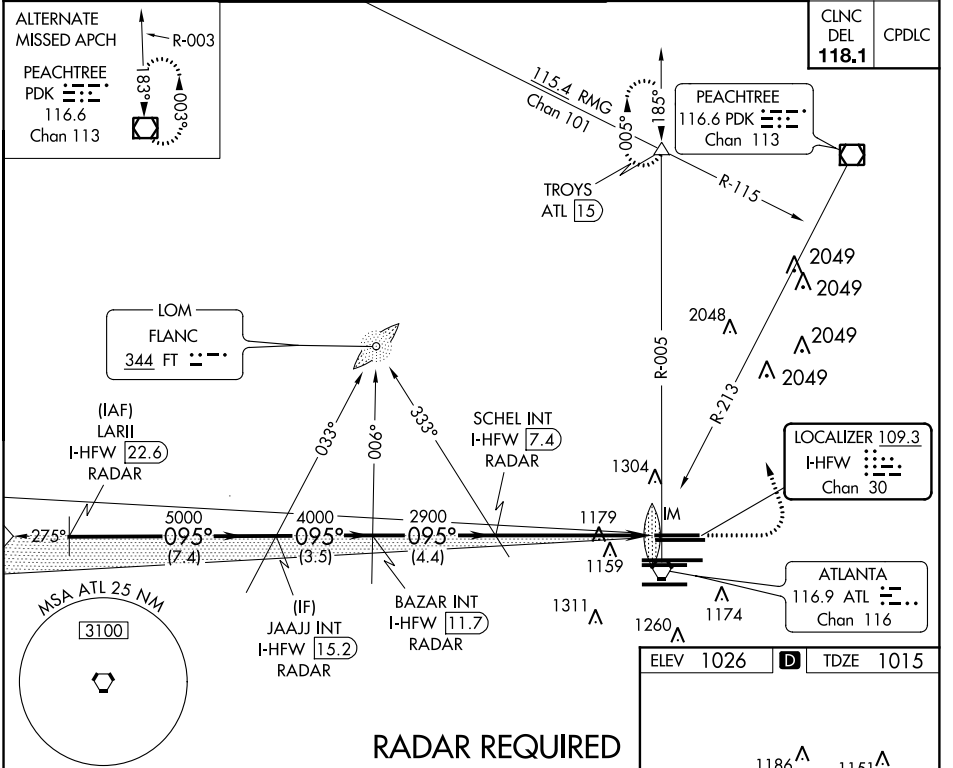 ALTERNATE
MISSED APCH
R-003
PEACHTREE
PDK
116.6
Chan 113
183°
003°
CLNC
DEL
118.1
CPDLC
115.4 RMG
Chan 101
005°
185°
PEACHTREE
116.6 PDK
Chan 113
TROYS
ATL 15
R-115
2049
2049
2048
2049
2049
R-005
R-213
LOM
FLANC
344 FT
(IAF)
LARII
I-HFW 22.6
RADAR
033°
006°
333°
SCHEL INT
I-HFW 7.4
RADAR
LOCALIZER 109.3
I-HFW
Chan 30
1304
IM
275°
5000
095°
(7.4)
4000
095°
(3.5)
2900
095°
(4.4)
1179
1159
MSA ATL 25 NM
3100
(IF)
JAAJJ INT
I-HFW 15.2
RADAR
BAZAR INT
I-HFW 11.7
RADAR
1311
1260
1174
ATLANTA
116.9 ATL
Chan 116
ELEV 1026
D
TDZE 1015
RADAR REQUIRED
1186
1151